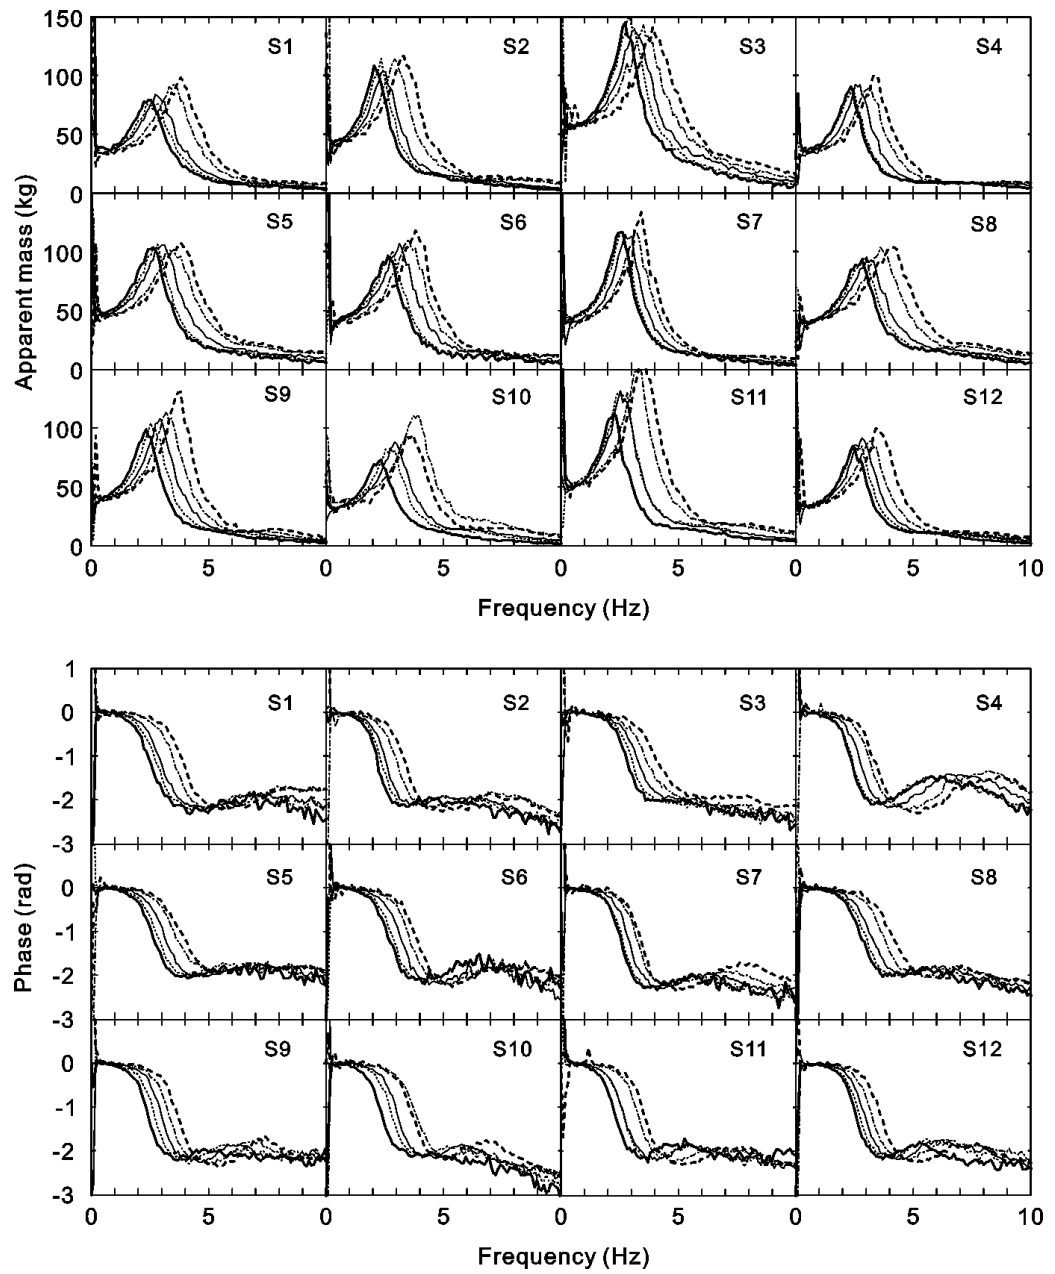 150
S1 S2 S3 S4
100
50
0
S5 S6 S7 S8
100
50
0
S9 S10 S11 S12
100
50
0
0 5 0 5 0 5 0 5 10
Apparent mass (kg)
Frequency (Hz)
1
S1 S2 S3 S4
0
-1
-2
-3
S5 S6 S7 S8
0
-1
-2
-3
S9 S10 S11 S12
0
-1
-2
-3
0 5 0 5 0 5 0 5 10
Phase (rad)
Frequency (Hz)